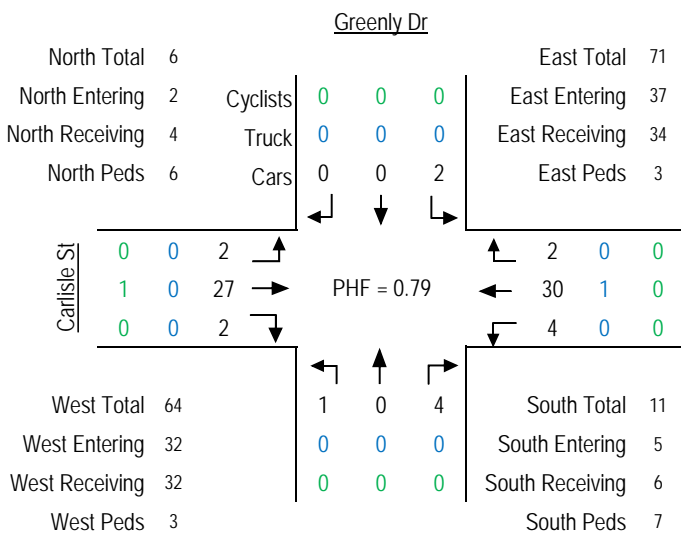 Greenly Dr
North Total 6 East Total 71
North Entering 2 Cyclists 0 0 0 East Entering 37
North Receiving 4 Truck 0 0 0 East Receiving 34
North Peds 6 Cars 0 0 2 East Peds 3
Carlisle St
0 0 2 2 0 0
1 0 27 PHF = 0.79 30 1 0
0 0 2 4 0 0
West Total 64 1 0 4 South Total 11
West Entering 32 0 0 0 South Entering 5
West Receiving 32 0 0 0 South Receiving 6
West Peds 3 South Peds 7